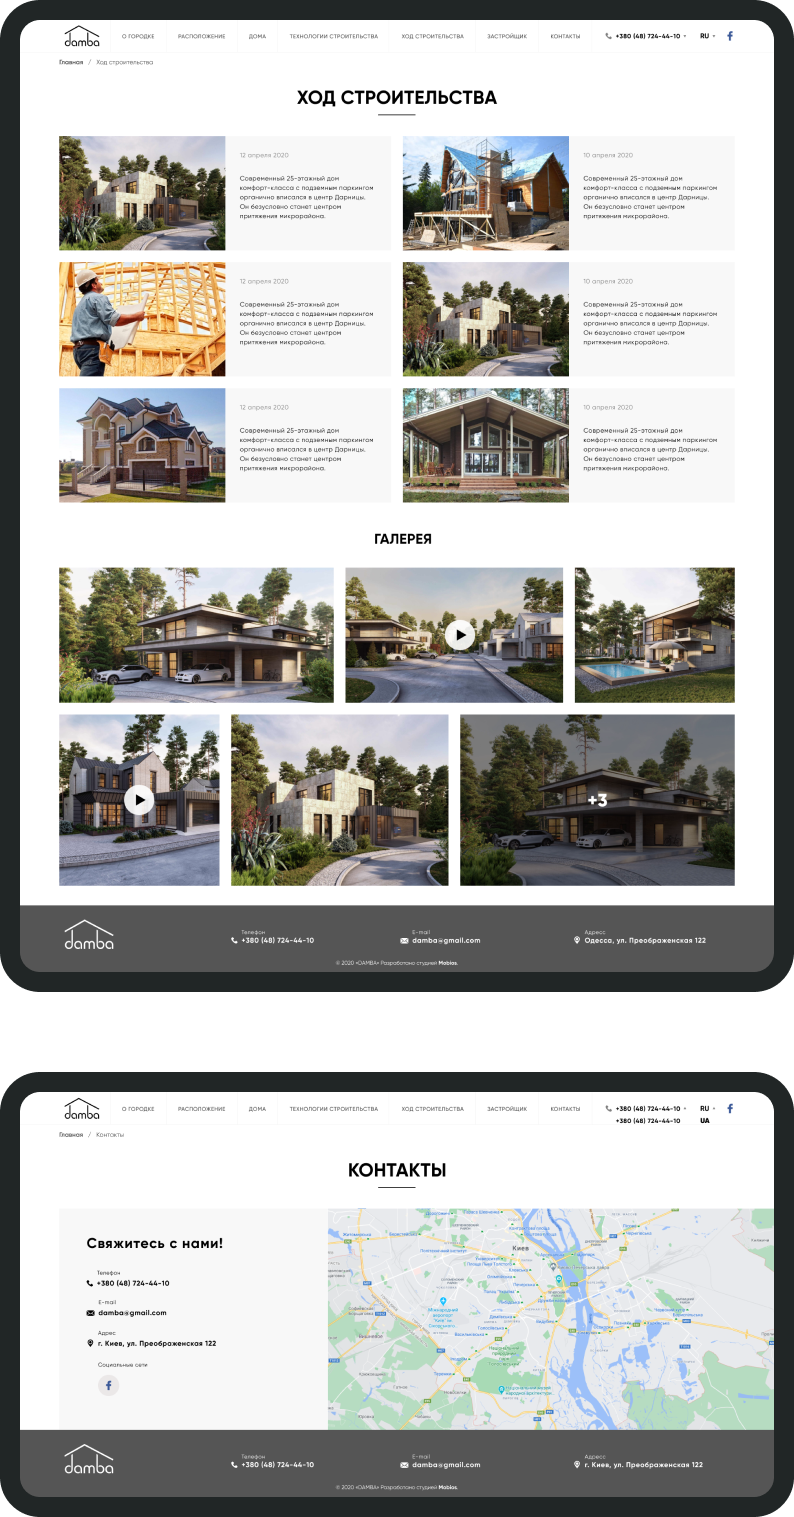 damba
О ГОРОДКЕ РАСПОЛОЖЕНИЕ ДОМА ТЕХНОЛОГИИ СТРОИТЕЛЬСТВА ХОД СТРОИТЕЛЬСТВА ЗАСТРОЙЩИК КОНТАКТЫ +380 (48) 724-44-10 RU
Главная / Ход строительства
ХОД СТРОИТЕЛЬСТВА
12 апреля 2020
Современный 25-этажный дом
комфорт-класса с подземным паркингом
органично вписался в центр Дарницы.
Он безусловно станет центром
притяжения микрорайона.
10 апреля 2020
Современный 25-этажный дом
комфорт-класса с подземным паркингом
органично вписался в центр Дарницы.
Он безусловно станет центром
притяжения микрорайона.
12 апреля 2020
Современный 25-этажный дом
комфорт-класса с подземным паркингом
органично вписался в центр Дарницы.
Он безусловно станет центром
притяжения микрорайона.
10 апреля 2020
Современный 25-этажный дом
комфорт-класса с подземным паркингом
органично вписался в центр Дарницы.
Он безусловно станет центром
притяжения микрорайона.
12 апреля 2020
Современный 25-этажный дом
комфорт-класса с подземным паркингом
органично вписался в центр Дарницы.
Он безусловно станет центром
притяжения микрорайона.
10 апреля 2020
Современный 25-этажный дом
комфорт-класса с подземным паркингом
органично вписался в центр Дарницы.
Он безусловно станет центром
притяжения микрорайона.
ГАЛЕРЕЯ
+3
damba
Телефон
+380 (48) 724-44-10
E-mail
damba@gmail.com
Адресс
Одесса, ул. Преображенская 122
© 2020 «DAMBA» Разработано студией Mobios.
damba
О ГОРОДКЕ РАСПОЛОЖЕНИЕ ДОМА ТЕХНОЛОГИИ СТРОИТЕЛЬСТВА ХОД СТРОИТЕЛЬСТВА ЗАСТРОЙЩИК КОНТАКТЫ +380 (48) 724-44-10 RU
+380 (48) 724-44-10 UA
Главная / Контакты
КОНТАКТЫ
Свяжитесь с нами!
Телефон
+380 (48) 724-44-10
E-mail
damba@gmail.com
Адрес
г. Киев, ул. Преображенская 122
Социальные сети
Киев
damba
Телефон
+380 (48) 724-44-10
E-mail
damba@gmail.com
Адресс
г. Киев, ул. Преображенская 122
© 2020 «DAMBA» Разработано студией Mobios.